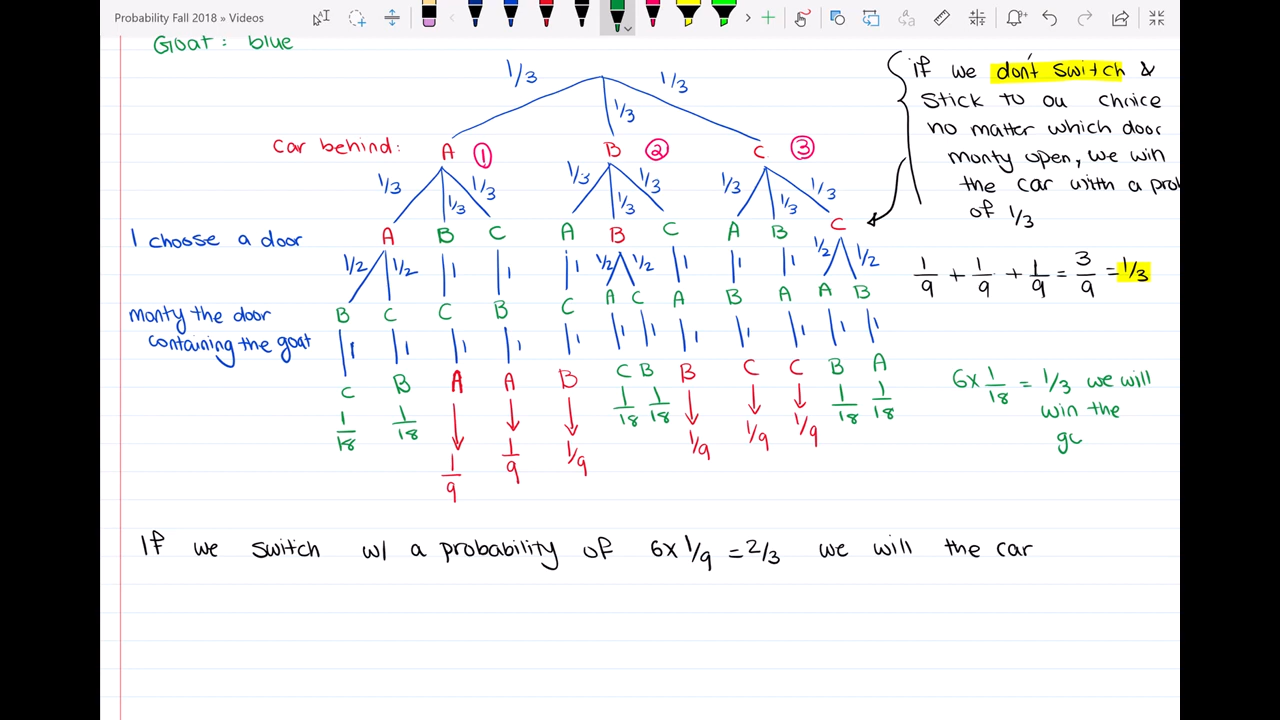 Probability Fall 2018 » Videos
Goat: blue
1/3 1/3 1/3
Car behind: A ① B ② C ③
1/3 1/3 1/3 1/3 1/3 1/3 1/3 1/3 1/3
I choose a door A B C A B C A B C
1/2 1/2 1 1 1 1/2 1/2 1 1 1 1/2 1/2
monty the door
containing the goat
B C C B C A C A B A A B
1 1 1 1 1 1 1 1 1 1 1 1
C B A A B C B B C C B A
1/18 1/18 1/9 1/9 1/9 1/18 1/18 1/9 1/9 1/9 1/18 1/18
if we don't switch &
stick to ou choice
no matter which door
monty open, we win
the car with a pro
of 1/3
1/9 + 1/9 + 1/9 = 3/9 = 1/3
6x 1/18 = 1/3 we will
win the
go
If we switch w/ a probability of 6x 1/9 = 2/3 we will the car